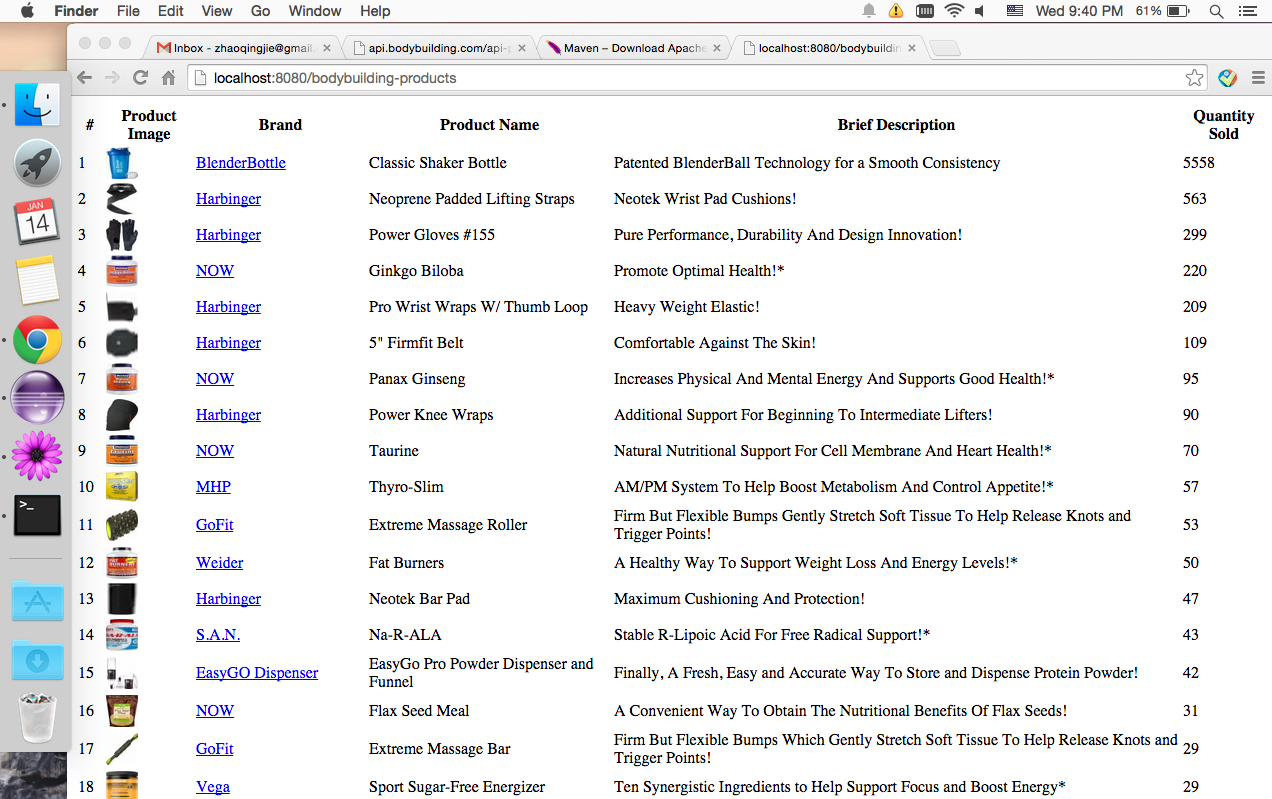 Finder File Edit View Go Window Help Wed 9:40 PM 61%
Inbox - zhaoqingjie@gmail. api.bodybuilding.com/api-p Maven – Download Apache localhost:8080/bodybuildin
localhost:8080/bodybuilding-products
JAN
14
>_
# Product Image Brand Product Name Brief Description Quantity Sold
1 BlenderBottle Classic Shaker Bottle Patented BlenderBall Technology for a Smooth Consistency 5558
2 Harbinger Neoprene Padded Lifting Straps Neotek Wrist Pad Cushions! 563
3 Harbinger Power Gloves #155 Pure Performance, Durability And Design Innovation! 299
4 NOW Ginkgo Biloba Promote Optimal Health!* 220
5 Harbinger Pro Wrist Wraps W/ Thumb Loop Heavy Weight Elastic! 209
6 Harbinger 5" Firmfit Belt Comfortable Against The Skin! 109
7 NOW Panax Ginseng Increases Physical And Mental Energy And Supports Good Health!* 95
8 Harbinger Power Knee Wraps Additional Support For Beginning To Intermediate Lifters! 90
9 NOW Taurine Natural Nutritional Support For Cell Membrane And Heart Health!* 70
10 MHP Thyro-Slim AM/PM System To Help Boost Metabolism And Control Appetite!* 57
11 GoFit Extreme Massage Roller Firm But Flexible Bumps Gently Stretch Soft Tissue To Help Release Knots and Trigger Points! 53
12 Weider Fat Burners A Healthy Way To Support Weight Loss And Energy Levels!* 50
13 Harbinger Neotek Bar Pad Maximum Cushioning And Protection! 47
14 S.A.N. Na-R-ALA Stable R-Lipoic Acid For Free Radical Support!* 43
15 EasyGO Dispenser EasyGo Pro Powder Dispenser and Funnel Finally, A Fresh, Easy and Accurate Way To Store and Dispense Protein Powder! 42
16 NOW Flax Seed Meal A Convenient Way To Obtain The Nutritional Benefits Of Flax Seeds! 31
17 GoFit Extreme Massage Bar Firm But Flexible Bumps Which Gently Stretch Soft Tissue To Help Release Knots and Trigger Points! 29
18 Vega Sport Sugar-Free Energizer Ten Synergistic Ingredients to Help Support Focus and Boost Energy* 29